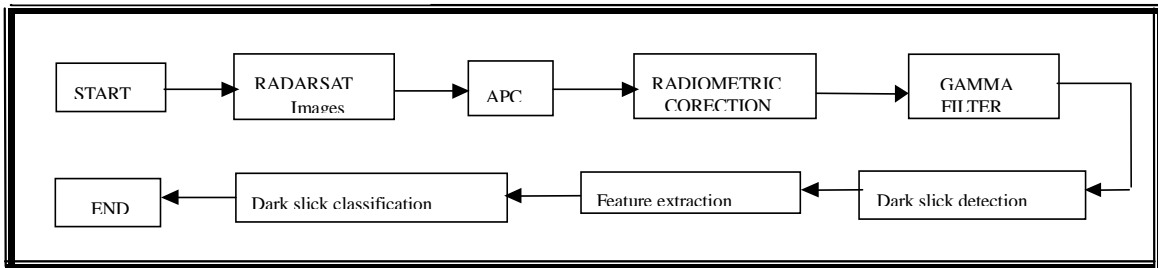 START
RADARSAT
Images
APC
RADIOMETRIC
CORECTION
GAMMA
FILTER
Dark slick detection
Feature extraction
Dark slick classification
END